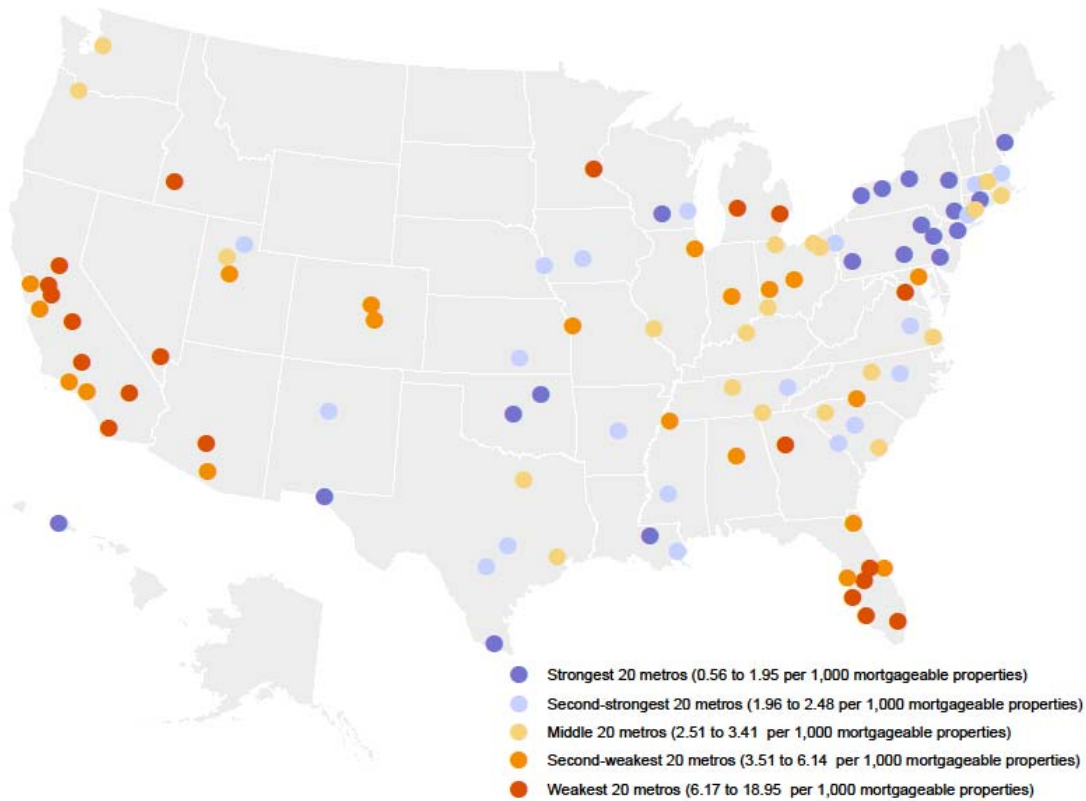 Strongest 20 metros (0.56 to 1.95 per 1,000 mortgageable properties)
Second-strongest 20 metros (1.96 to 2.48 per 1,000 mortgageable properties)
Middle 20 metros (2.51 to 3.41 per 1,000 mortgageable properties)
Second-weakest 20 metros (3.51 to 6.14 per 1,000 mortgageable properties)
Weakest 20 metros (6.17 to 18.95 per 1,000 mortgageable properties)